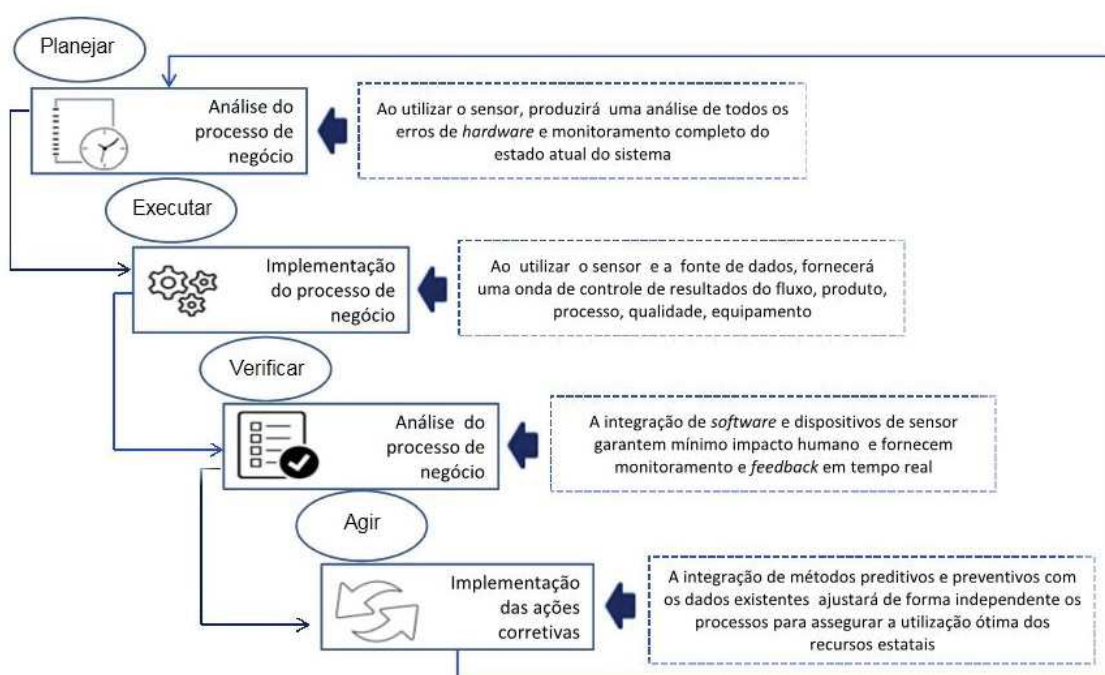 Planejar
Análise do
processo de
negócio
Ao utilizar o sensor, produzirá uma análise de todos os
erros de hardware e monitoramento completo do
estado atual do sistema
Executar
Implementação
do processo de
negócio
Ao utilizar o sensor e a fonte de dados, fornecerá
uma onda de controle de resultados do fluxo, produto,
processo, qualidade, equipamento
Verificar
Análise do
processo de
negócio
A integração de software e dispositivos de sensor
garantem mínimo impacto humano e fornecem
monitoramento e feedback em tempo real
Agir
Implementação
das ações
corretivas
A integração de métodos preditivos e preventivos com
os dados existentes ajustará de forma independente os
processos para assegurar a utilização ótima dos
recursos estatais